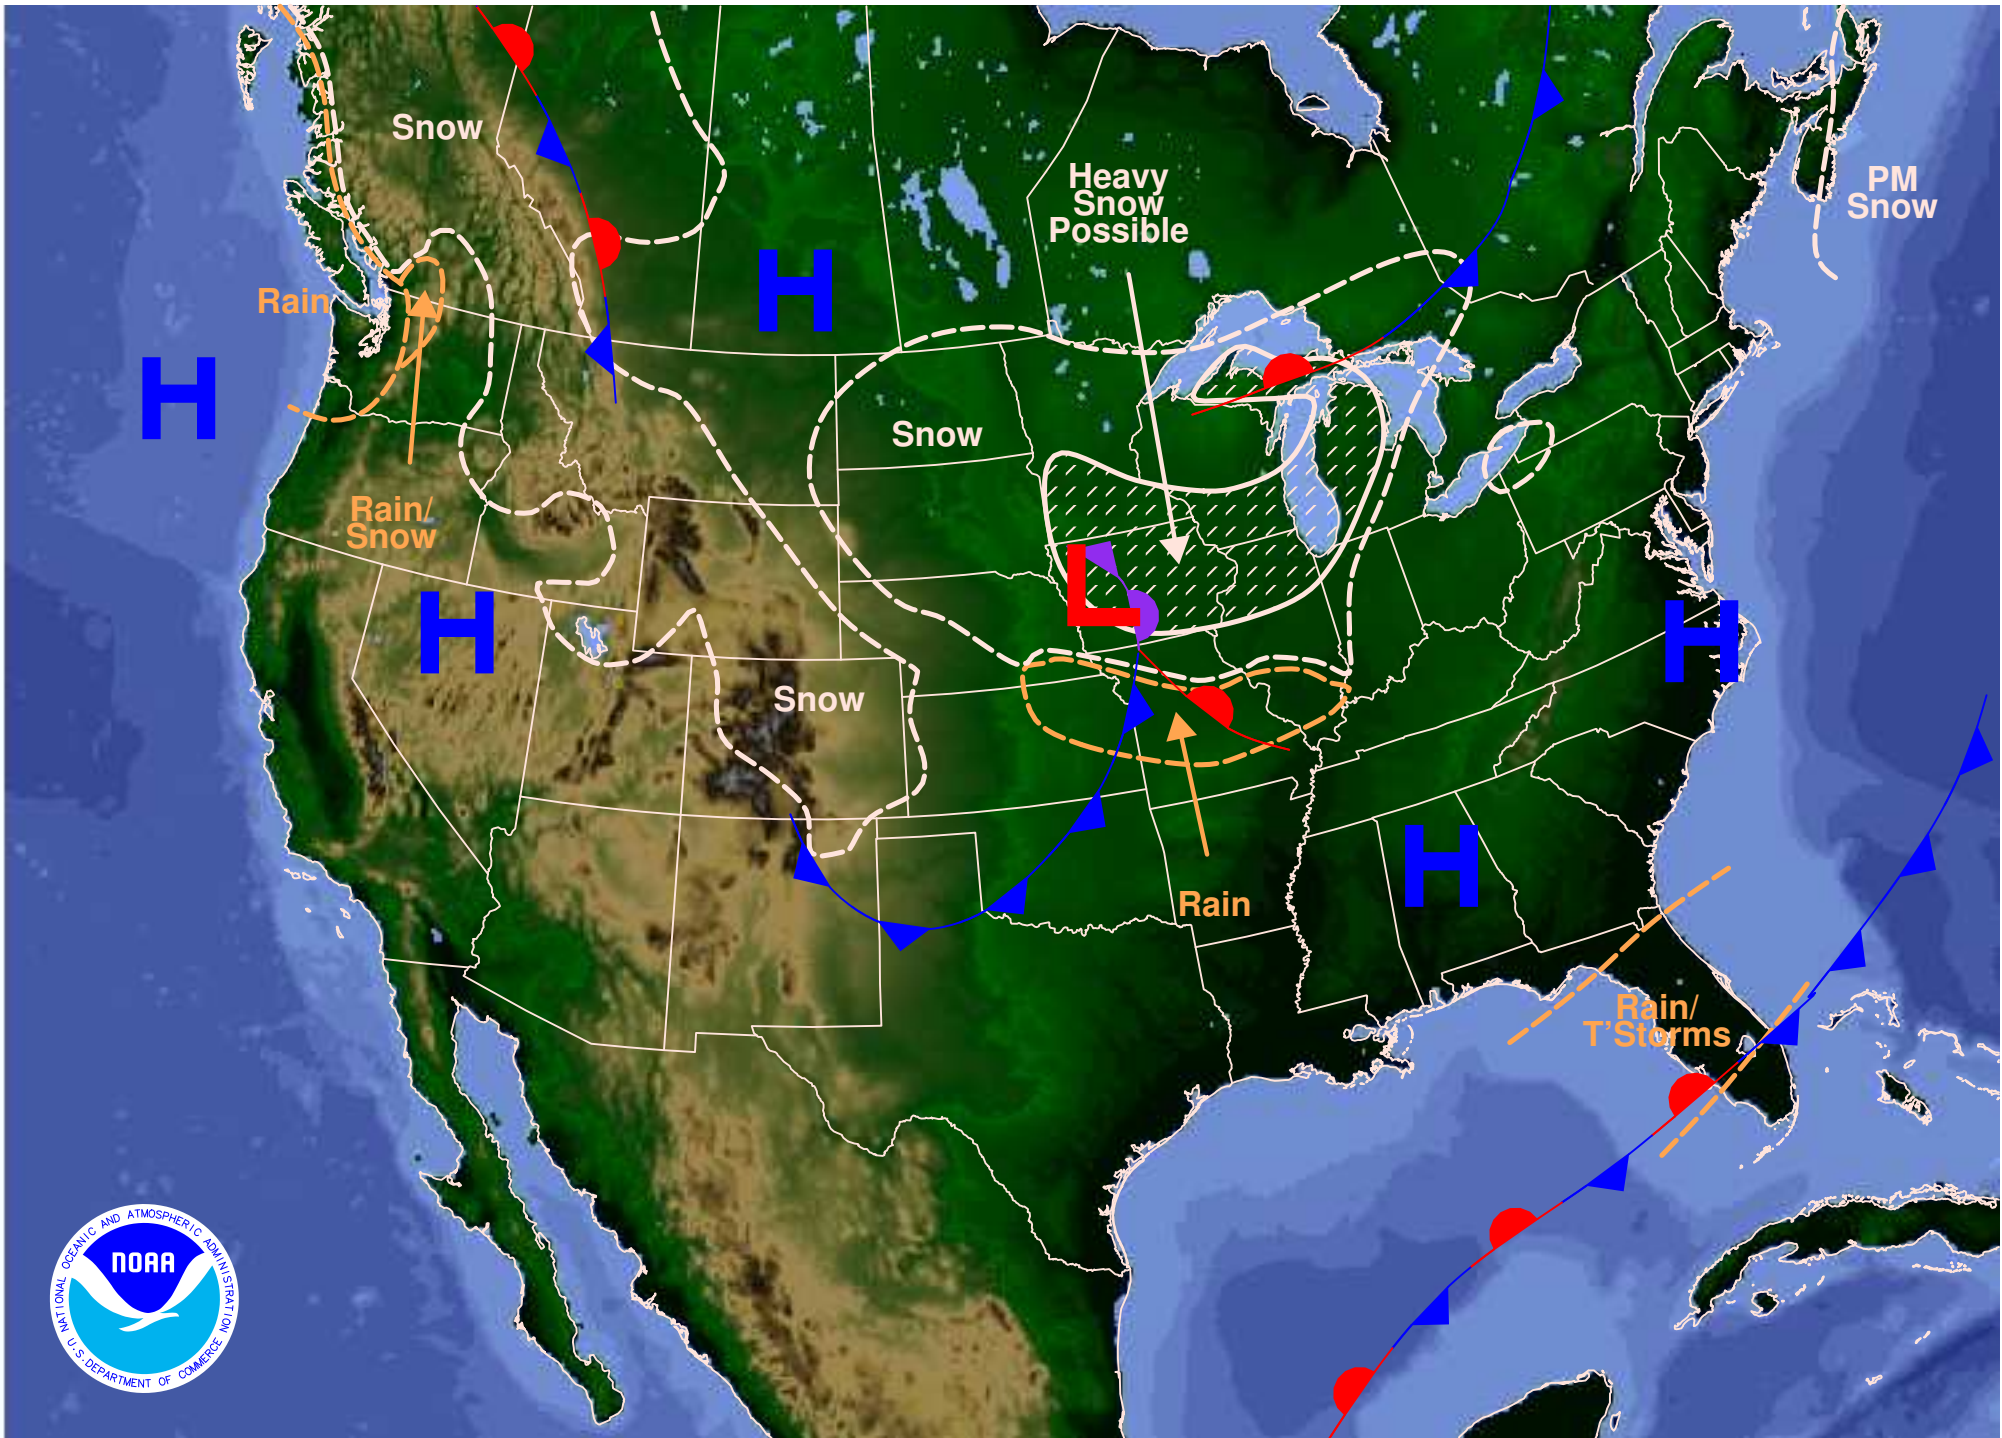 Snow
Heavy
Snow
Possible
PM
Snow
H
Rain
H
Snow
Rain/
Snow
H
L
H
Snow
H
Rain
Rain/
T'Storms
NATIONAL OCEANIC AND ATMOSPHERIC ADMINISTRATION
NOAA
U.S. DEPARTMENT OF COMMERCE